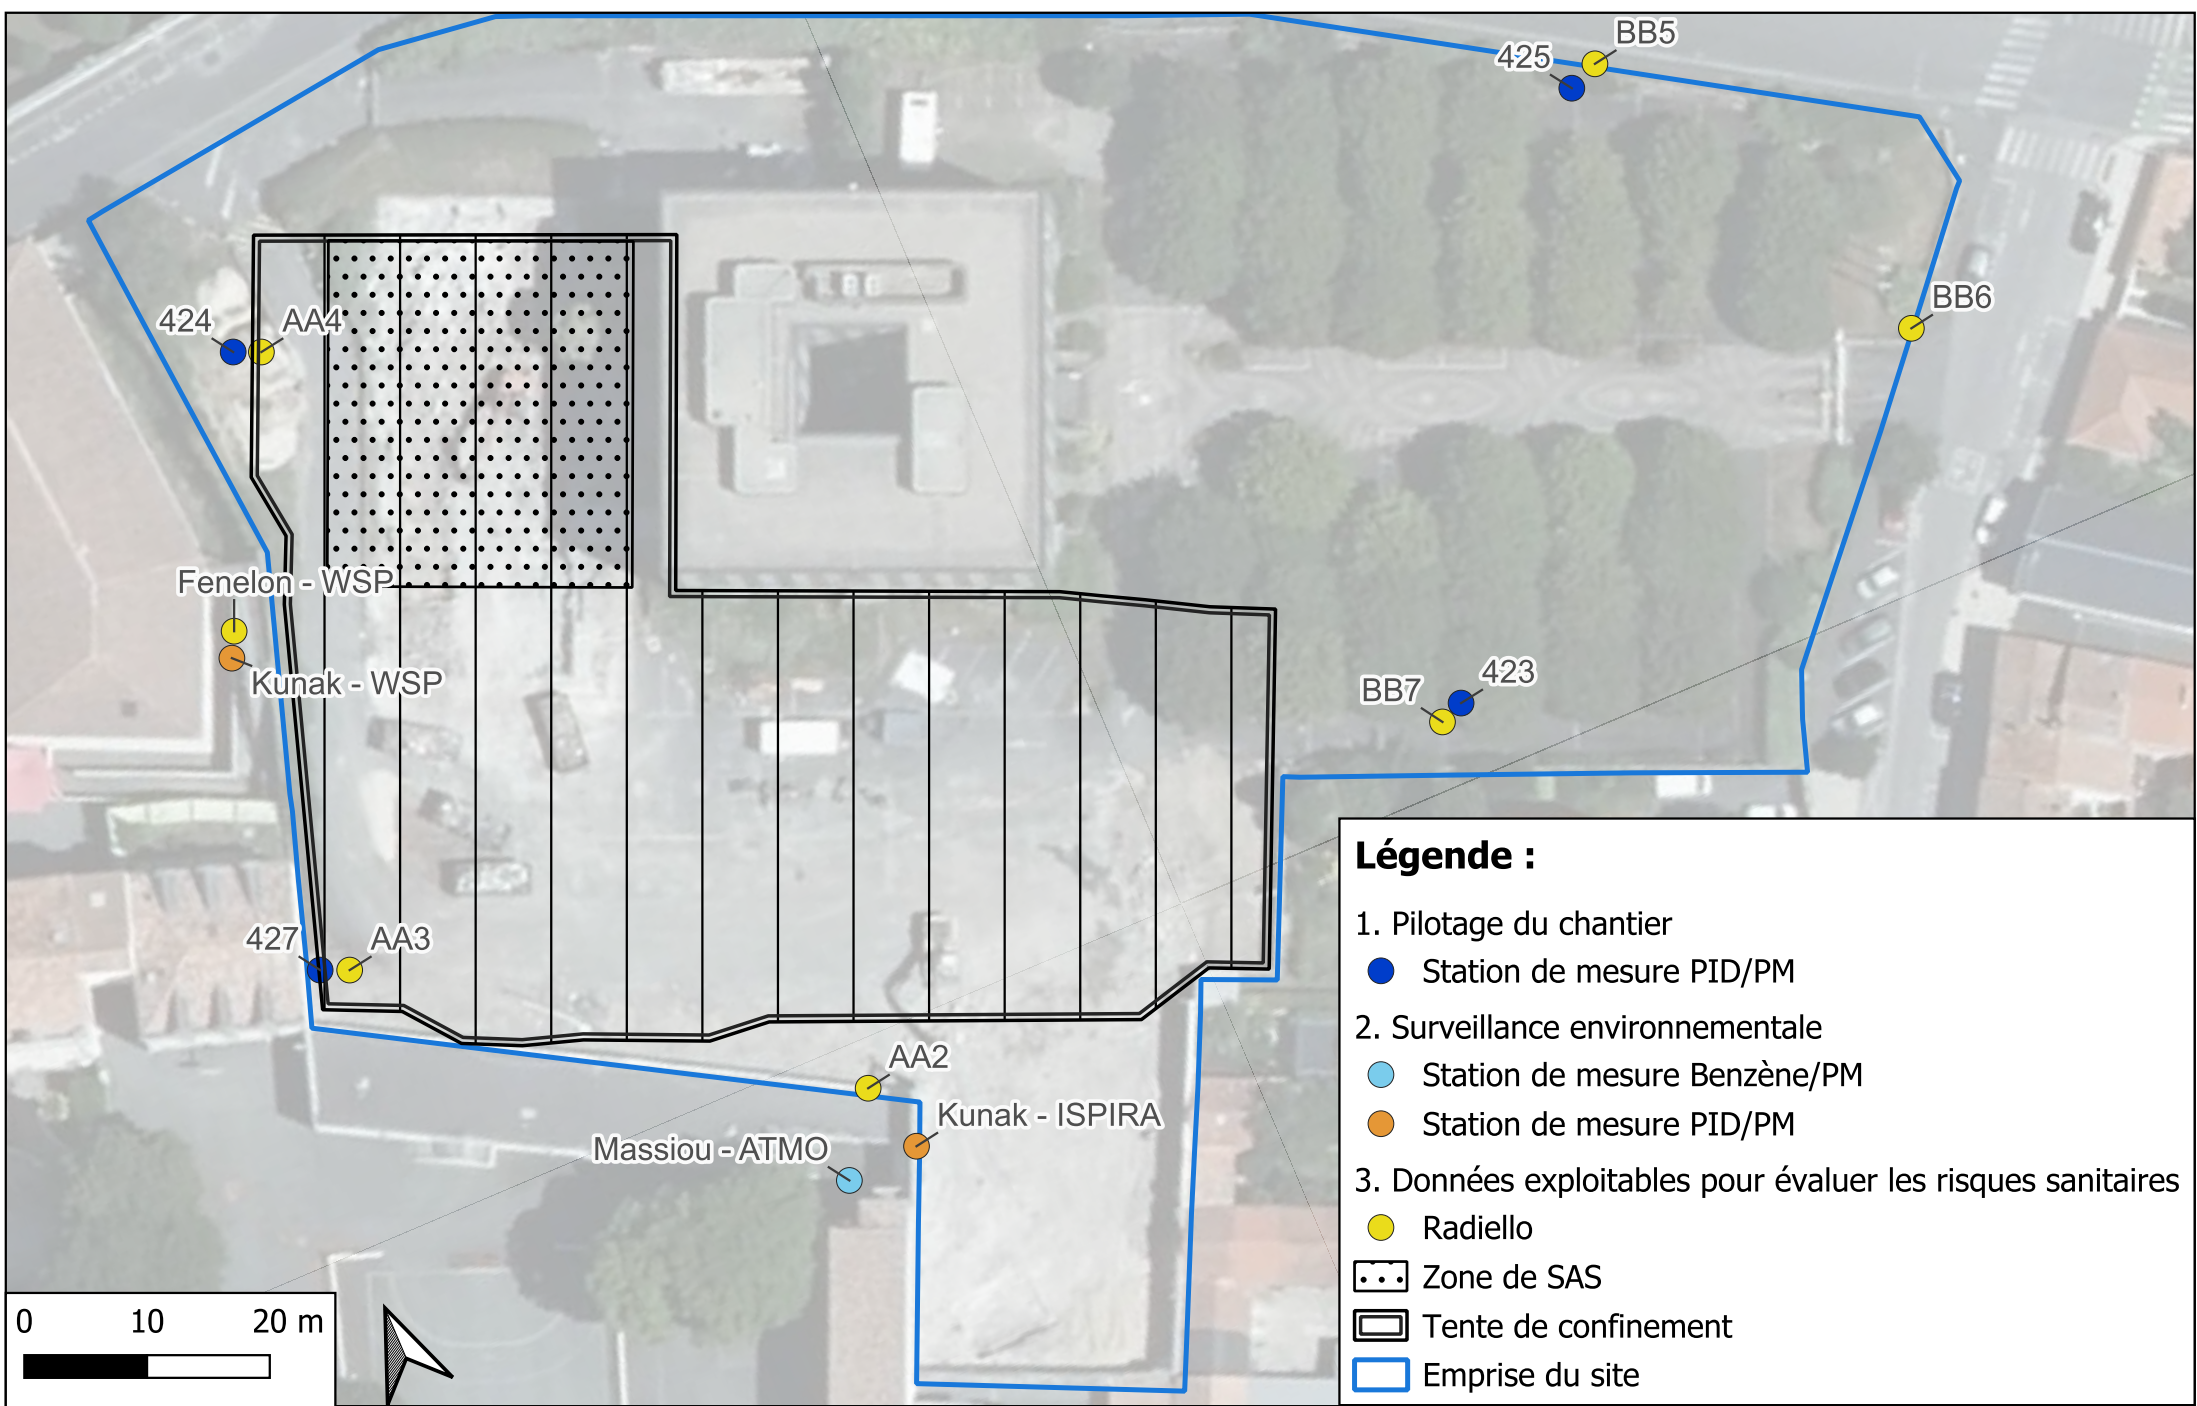 BB5
425
BB6
424
AA4
Fenelon - WSP
Kunak - WSP
BB7
423
427
AA3
AA2
Kunak - ISPIRA
Massiou - ATMO
Légende :
1. Pilotage du chantier
Station de mesure PID/PM
2. Surveillance environnementale
Station de mesure Benzène/PM
Station de mesure PID/PM
3. Données exploitables pour évaluer les risques sanitaires
Radiello
Zone de SAS
Tente de confinement
Emprise du site
0 10 20 m